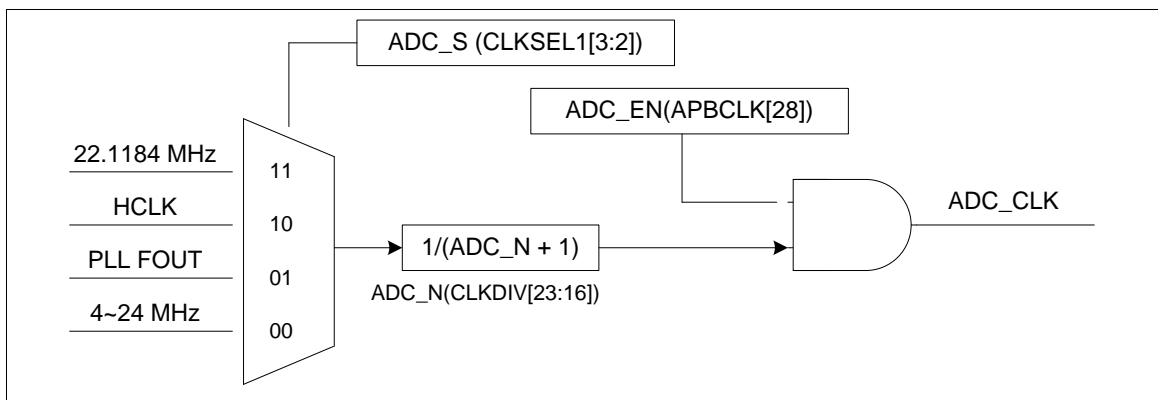 ADC_S (CLKSEL1[3:2])
ADC_EN(APBCLK[28])
22.1184 MHz
11
HCLK
10
PLL FOUT
01
4~24 MHz
00
1/(ADC_N + 1)
ADC_N(CLKDIV[23:16])
ADC_CLK